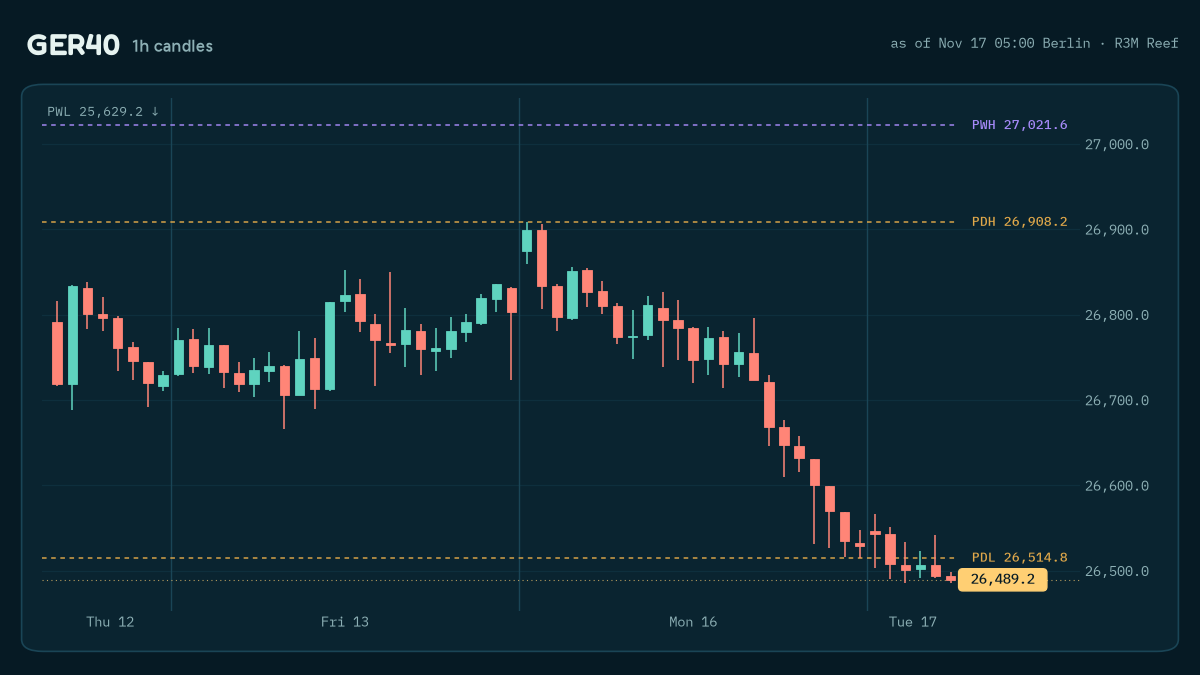 GER40 1h candles
as of Nov 17 05:00 Berlin · R3M Reef
PWL 25,629.2 ↓
PWH 27,021.6
27,000.0
PDH 26,908.2
26,900.0
26,800.0
26,700.0
26,600.0
PDL 26,514.8
26,500.0
26,489.2
Thu 12
Fri 13
Mon 16
Tue 17